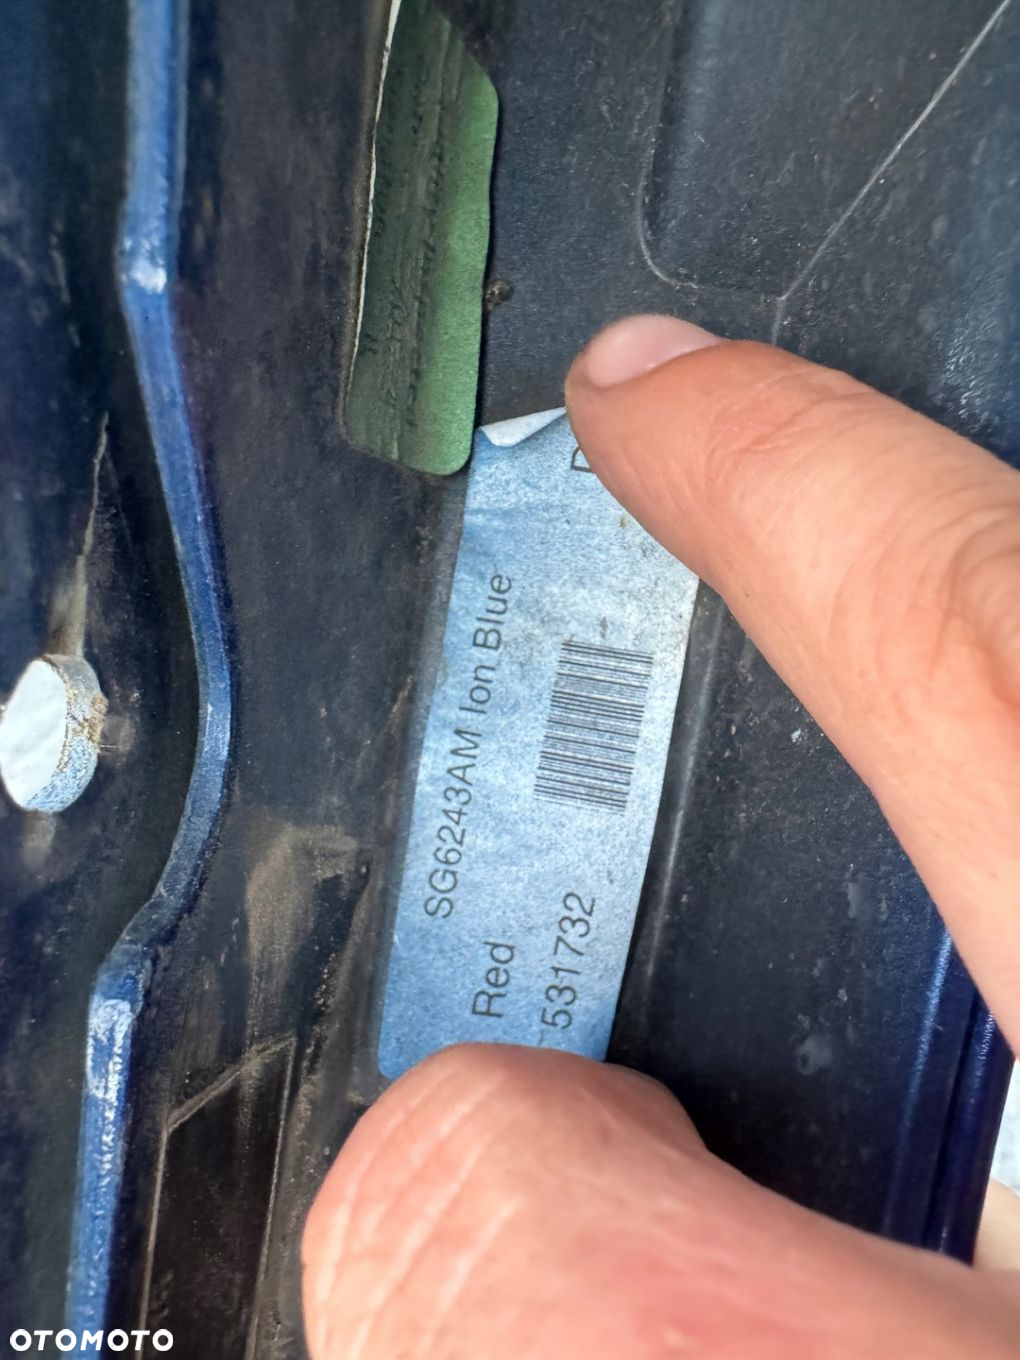 SG6243AM Ion Blue
Red
531732
OTOMOTO